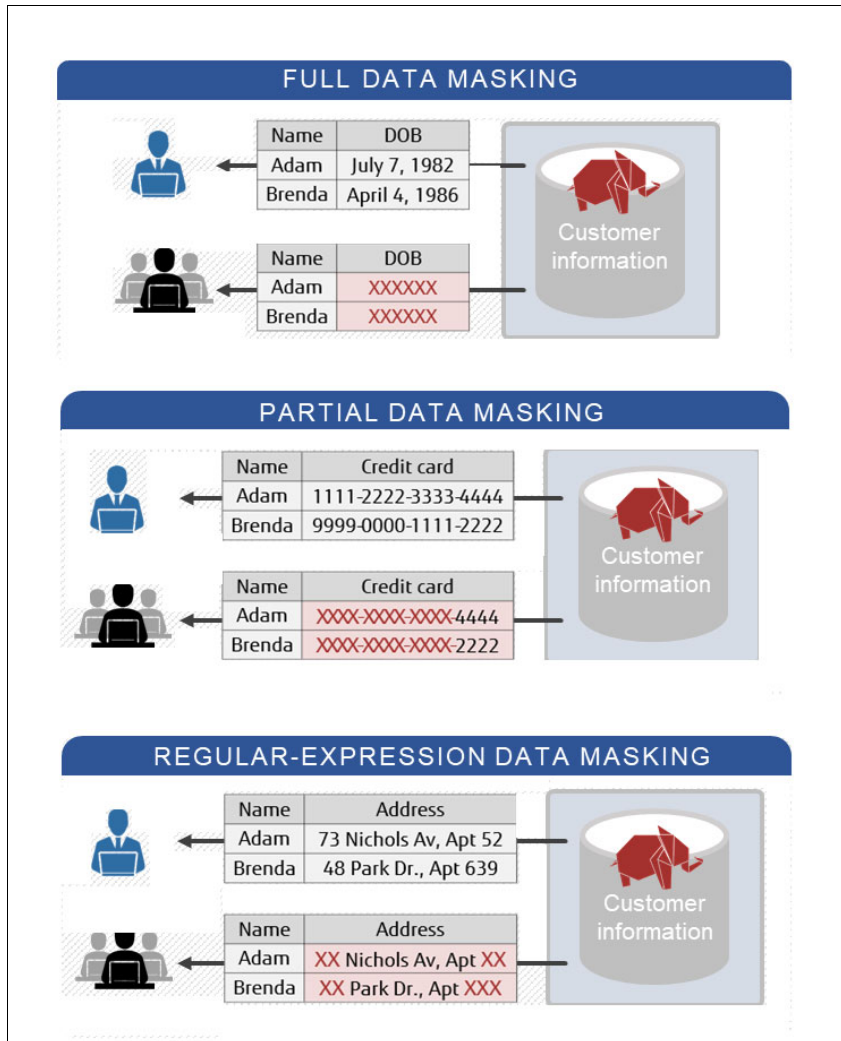 FULL DATA MASKING
Name DOB
Adam July 7, 1982
Brenda April 4, 1986
Name DOB
Adam XXXXXX
Brenda XXXXXX
Customer
information
PARTIAL DATA MASKING
Name Credit card
Adam 1111-2222-3333-4444
Brenda 9999-0000-1111-2222
Name Credit card
Adam XXXX-XXXX-XXXX-4444
Brenda XXXX-XXXX-XXXX-2222
Customer
information
REGULAR-EXPRESSION DATA MASKING
Name Address
Adam 73 Nichols Av, Apt 52
Brenda 48 Park Dr., Apt 639
Name Address
Adam XX Nichols Av, Apt XX
Brenda XX Park Dr., Apt XXX
Customer
information